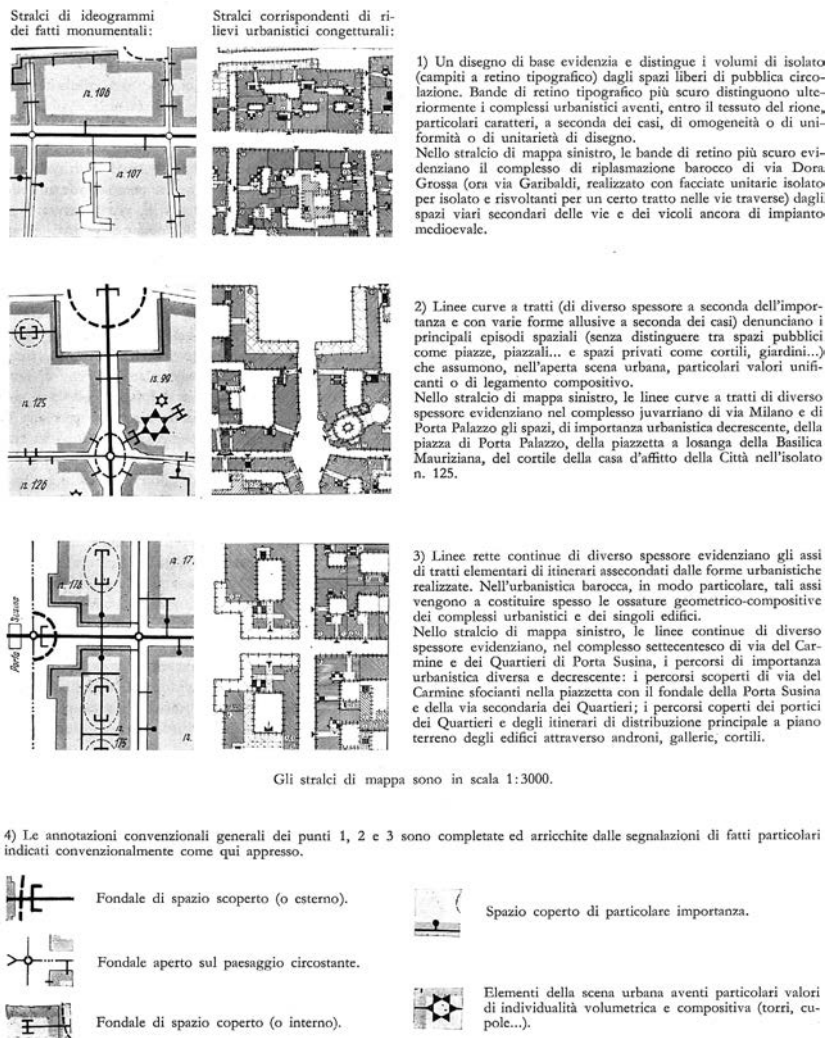 Stralci di ideogrammi
dei fatti monumentali:
Stralci corrispondenti di ri-
lievi urbanistici congetturali:
n. 106
n. 107
1) Un disegno di base evidenzia e distingue i volumi di isolato
(campiti a retino tipografico) dagli spazi liberi di pubblica circo-
lazione. Bande di retino tipografico più scuro distinguono ulte-
riormente i complessi urbanistici aventi, entro il tessuto del rione,
particolari caratteri, a seconda dei casi, di omogeneità o di uni-
formità o di unitarietà di disegno.
Nello stralcio di mappa sinistro, le bande di retino più scuro evi-
denziano il complesso di riplasmazione barocco di via Dora
Grossa (ora via Garibaldi, realizzato con facciate unitarie isolato
per isolato e risvoltanti per un certo tratto nelle vie traverse) dagli
spazi viari secondari delle vie e dei vicoli ancora di impianto
medioevale.
n. 125
n. 99
n. 126
2) Linee curve a tratti (di diverso spessore a seconda dell'impor-
tanza e con varie forme allusive a seconda dei casi) denunciano i
principali episodi spaziali (senza distinguere tra spazi pubblici
come piazze, piazzali... e spazi privati come cortili, giardini...)
che assumono, nell'aperta scena urbana, particolari valori unifi-
canti o di legamento compositivo.
Nello stralcio di mappa sinistro, le linee curve a tratti di diverso
spessore evidenziano nel complesso juvarriano di via Milano e di
Porta Palazzo gli spazi, di importanza urbanistica decrescente, della
piazza di Porta Palazzo, della piazzetta a losanga della Basilica
Mauriziana, del cortile della casa d'affitto della Città nell'isolato
n. 125.
n. 176
n. 17.
Porta Susina
n.
175
n.
3) Linee rette continue di diverso spessore evidenziano gli assi
di tratti elementari di itinerari assecondati dalle forme urbanistiche
realizzate. Nell'urbanistica barocca, in modo particolare, tali assi
vengono a costituire spesso le ossature geometrico-compositive
dei complessi urbanistici e dei singoli edifici.
Nello stralcio di mappa sinistro, le linee continue di diverso
spessore evidenziano, nel complesso settecentesco di via del Car-
mine e dei Quartieri di Porta Susina, i percorsi di importanza
urbanistica diversa e decrescente: i percorsi scoperti di via del
Carmine sfocianti nella piazzetta con il fondale della Porta Susina
e della via secondaria dei Quartieri; i percorsi coperti dei portici
dei Quartieri e degli itinerari di distribuzione principale a piano
terreno degli edifici attraverso androni, gallerie, cortili.
Gli stralci di mappa sono in scala 1:3000.
4) Le annotazioni convenzionali generali dei punti 1, 2 e 3 sono completate ed arricchite dalle segnalazioni di fatti particolari
indicati convenzionalmente come qui appresso.
Fondale di spazio scoperto (o esterno).
Fondale aperto sul paesaggio circostante.
Fondale di spazio coperto (o interno).
Spazio coperto di particolare importanza.
Elementi della scena urbana aventi particolari valori
di individualità volumetrica e compositiva (torri, cu-
pole...).